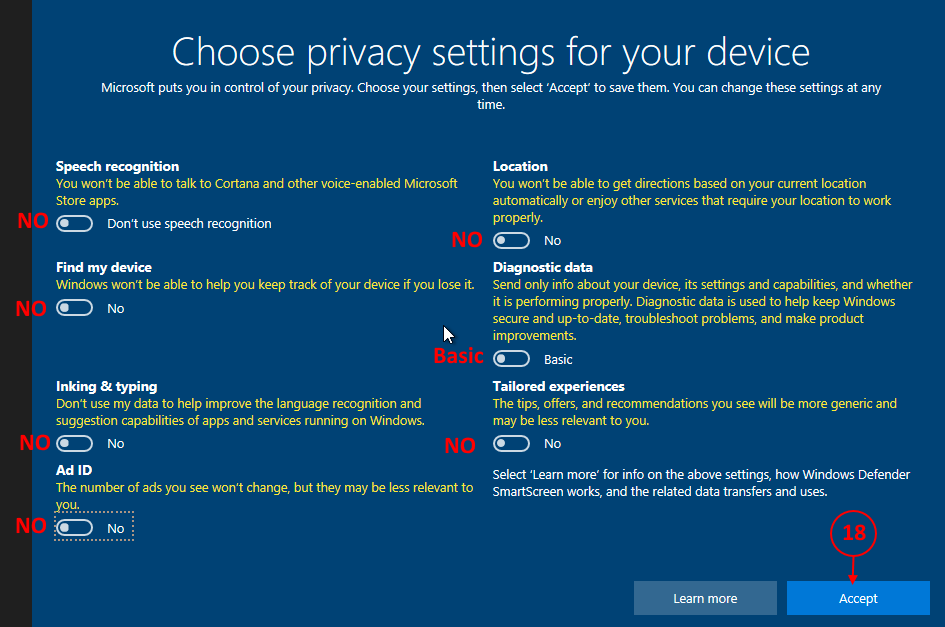 Choose privacy settings for your device
Microsoft puts you in control of your privacy. Choose your settings, then select ‘Accept’ to save them. You can change these settings at any
time.
Speech recognition
You won’t be able to talk to Cortana and other voice-enabled Microsoft
Store apps.
NO Don’t use speech recognition
Location
You won’t be able to get directions based on your current location
automatically or enjoy other services that require your location to work
properly.
NO No
Find my device
Windows won’t be able to help you keep track of your device if you lose it.
NO No
Diagnostic data
Send only info about your device, its settings and capabilities, and whether
it is performing properly. Diagnostic data is used to help keep Windows
secure and up-to-date, troubleshoot problems, and make product
improvements.
Basic Basic
Inking & typing
Don’t use my data to help improve the language recognition and
suggestion capabilities of apps and services running on Windows.
NO No
Tailored experiences
The tips, offers, and recommendations you see will be more generic and
may be less relevant to you.
NO No
Ad ID
The number of ads you see won’t change, but they may be less relevant to
you.
NO No
Select ‘Learn more’ for info on the above settings, how Windows Defender
SmartScreen works, and the related data transfers and uses.
18
Learn more
Accept